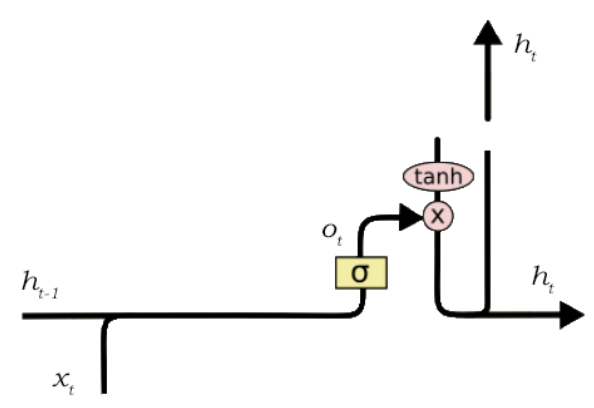 h_t
tanh
x
o_t
σ
h_{t-1}
h_t
x_t